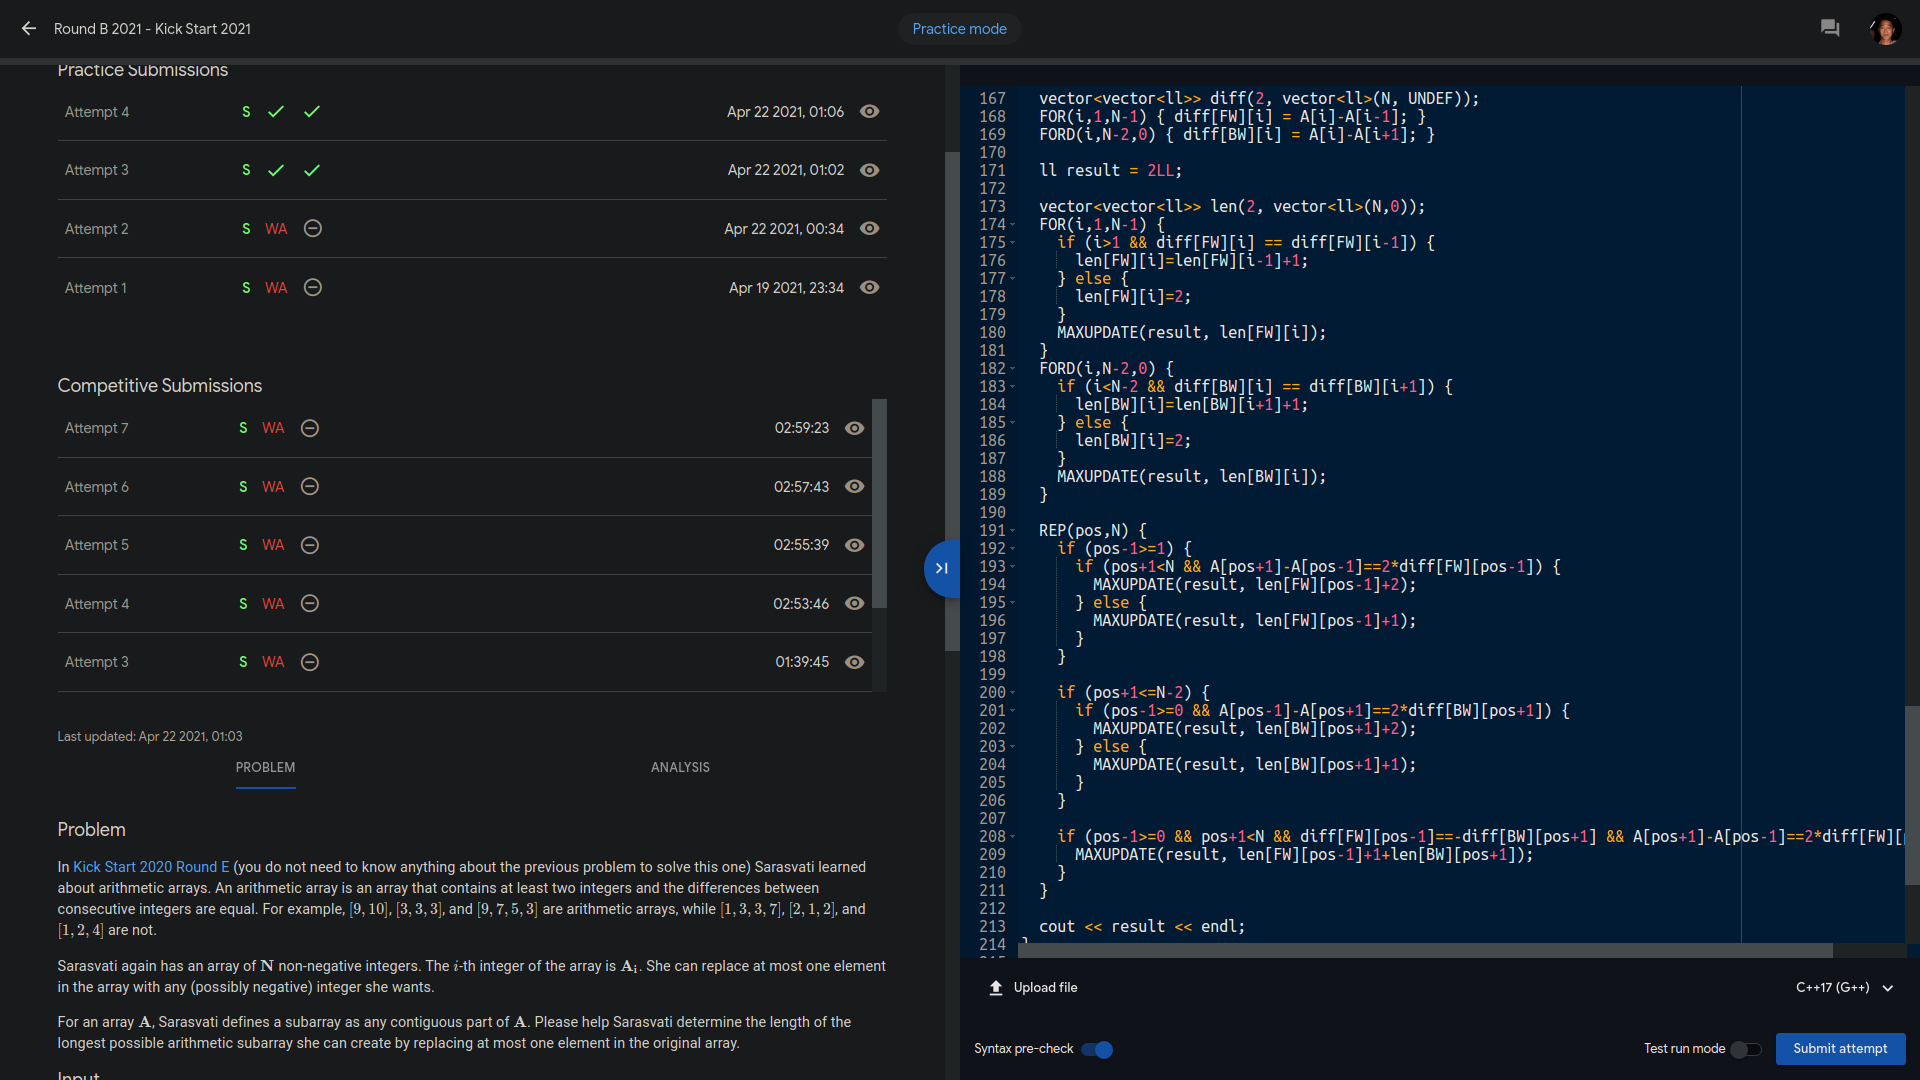 Round B 2021 - Kick Start 2021
Practice mode
Practice Submissions
Attempt 4 S Apr 22 2021, 01:06
Attempt 3 S Apr 22 2021, 01:02
Attempt 2 S WA Apr 22 2021, 00:34
Attempt 1 S WA Apr 19 2021, 23:34
Competitive Submissions
Attempt 7 S WA 02:59:23
Attempt 6 S WA 02:57:43
Attempt 5 S WA 02:55:39
Attempt 4 S WA 02:53:46
Attempt 3 S WA 01:39:45
Last updated: Apr 22 2021, 01:03
PROBLEM ANALYSIS
Problem
In Kick Start 2020 Round E (you do not need to know anything about the previous problem to solve this one) Sarasvati learned
about arithmetic arrays. An arithmetic array is an array that contains at least two integers and the differences between
consecutive integers are equal. For example, [9, 10], [3, 3, 3], and [9, 7, 5, 3] are arithmetic arrays, while [1, 3, 3, 7], [2, 1, 2], and
[1, 2, 4] are not.
Sarasvati again has an array of N non-negative integers. The i-th integer of the array is Ai. She can replace at most one element
in the array with any (possibly negative) integer she wants.
For an array A, Sarasvati defines a subarray as any contiguous part of A. Please help Sarasvati determine the length of the
longest possible arithmetic subarray she can create by replacing at most one element in the original array.
Input
167 vector<vector<ll>> diff(2, vector<ll>(N, UNDEF));
168 FOR(i,1,N-1) { diff[FW][i] = A[i]-A[i-1]; }
169 FORD(i,N-2,0) { diff[BW][i] = A[i]-A[i+1]; }
170
171 ll result = 2LL;
172
173 vector<vector<ll>> len(2, vector<ll>(N,0));
174 FOR(i,1,N-1) {
175 if (i>1 && diff[FW][i] == diff[FW][i-1]) {
176 len[FW][i]=len[FW][i-1]+1;
177 } else {
178 len[FW][i]=2;
179 }
180 MAXUPDATE(result, len[FW][i]);
181 }
182 FORD(i,N-2,0) {
183 if (i<N-2 && diff[BW][i] == diff[BW][i+1]) {
184 len[BW][i]=len[BW][i+1]+1;
185 } else {
186 len[BW][i]=2;
187 }
188 MAXUPDATE(result, len[BW][i]);
189 }
190
191 REP(pos,N) {
192 if (pos-1>=1) {
193 if (pos+1<N && A[pos+1]-A[pos-1]==2*diff[FW][pos-1]) {
194 MAXUPDATE(result, len[FW][pos-1]+2);
195 } else {
196 MAXUPDATE(result, len[FW][pos-1]+1);
197 }
198 }
199
200 if (pos+1<=N-2) {
201 if (pos-1>=0 && A[pos-1]-A[pos+1]==2*diff[BW][pos+1]) {
202 MAXUPDATE(result, len[BW][pos+1]+2);
203 } else {
204 MAXUPDATE(result, len[BW][pos+1]+1);
205 }
206 }
207
208 if (pos-1>=0 && pos+1<N && diff[FW][pos-1]==-diff[BW][pos+1] && A[pos+1]-A[pos-1]==2*diff[FW][
209 MAXUPDATE(result, len[FW][pos-1]+1+len[BW][pos+1]);
210 }
211 }
212
213 cout << result << endl;
214 }
Upload file
C++17 (G++)
Syntax pre-check
Test run mode
Submit attempt